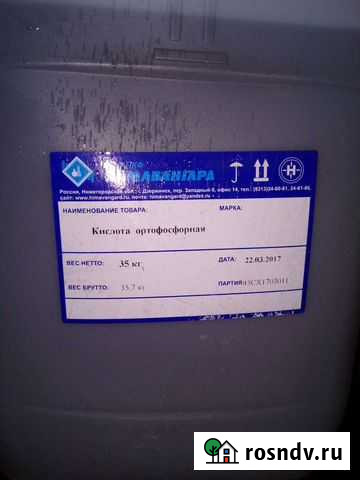 ХИМАВАНГАРД
Россия, Нижегородская обл., г. Дзержинск, пер. Западный 6, офис 14, тел.: (8313)24-60-61, 24-61-86,
сайт: www.himavangard.ru, почта: himavangard@yandex.ru
НАИМЕНОВАНИЕ ТОВАРА: МАРКА:
Кислота ортофосфорная
ВЕС НЕТТО: 35 кг ДАТА: 22.03.2017
ВЕС БРУТТО: 35,7 кг ПАРТИЯ:
rosndv.ru